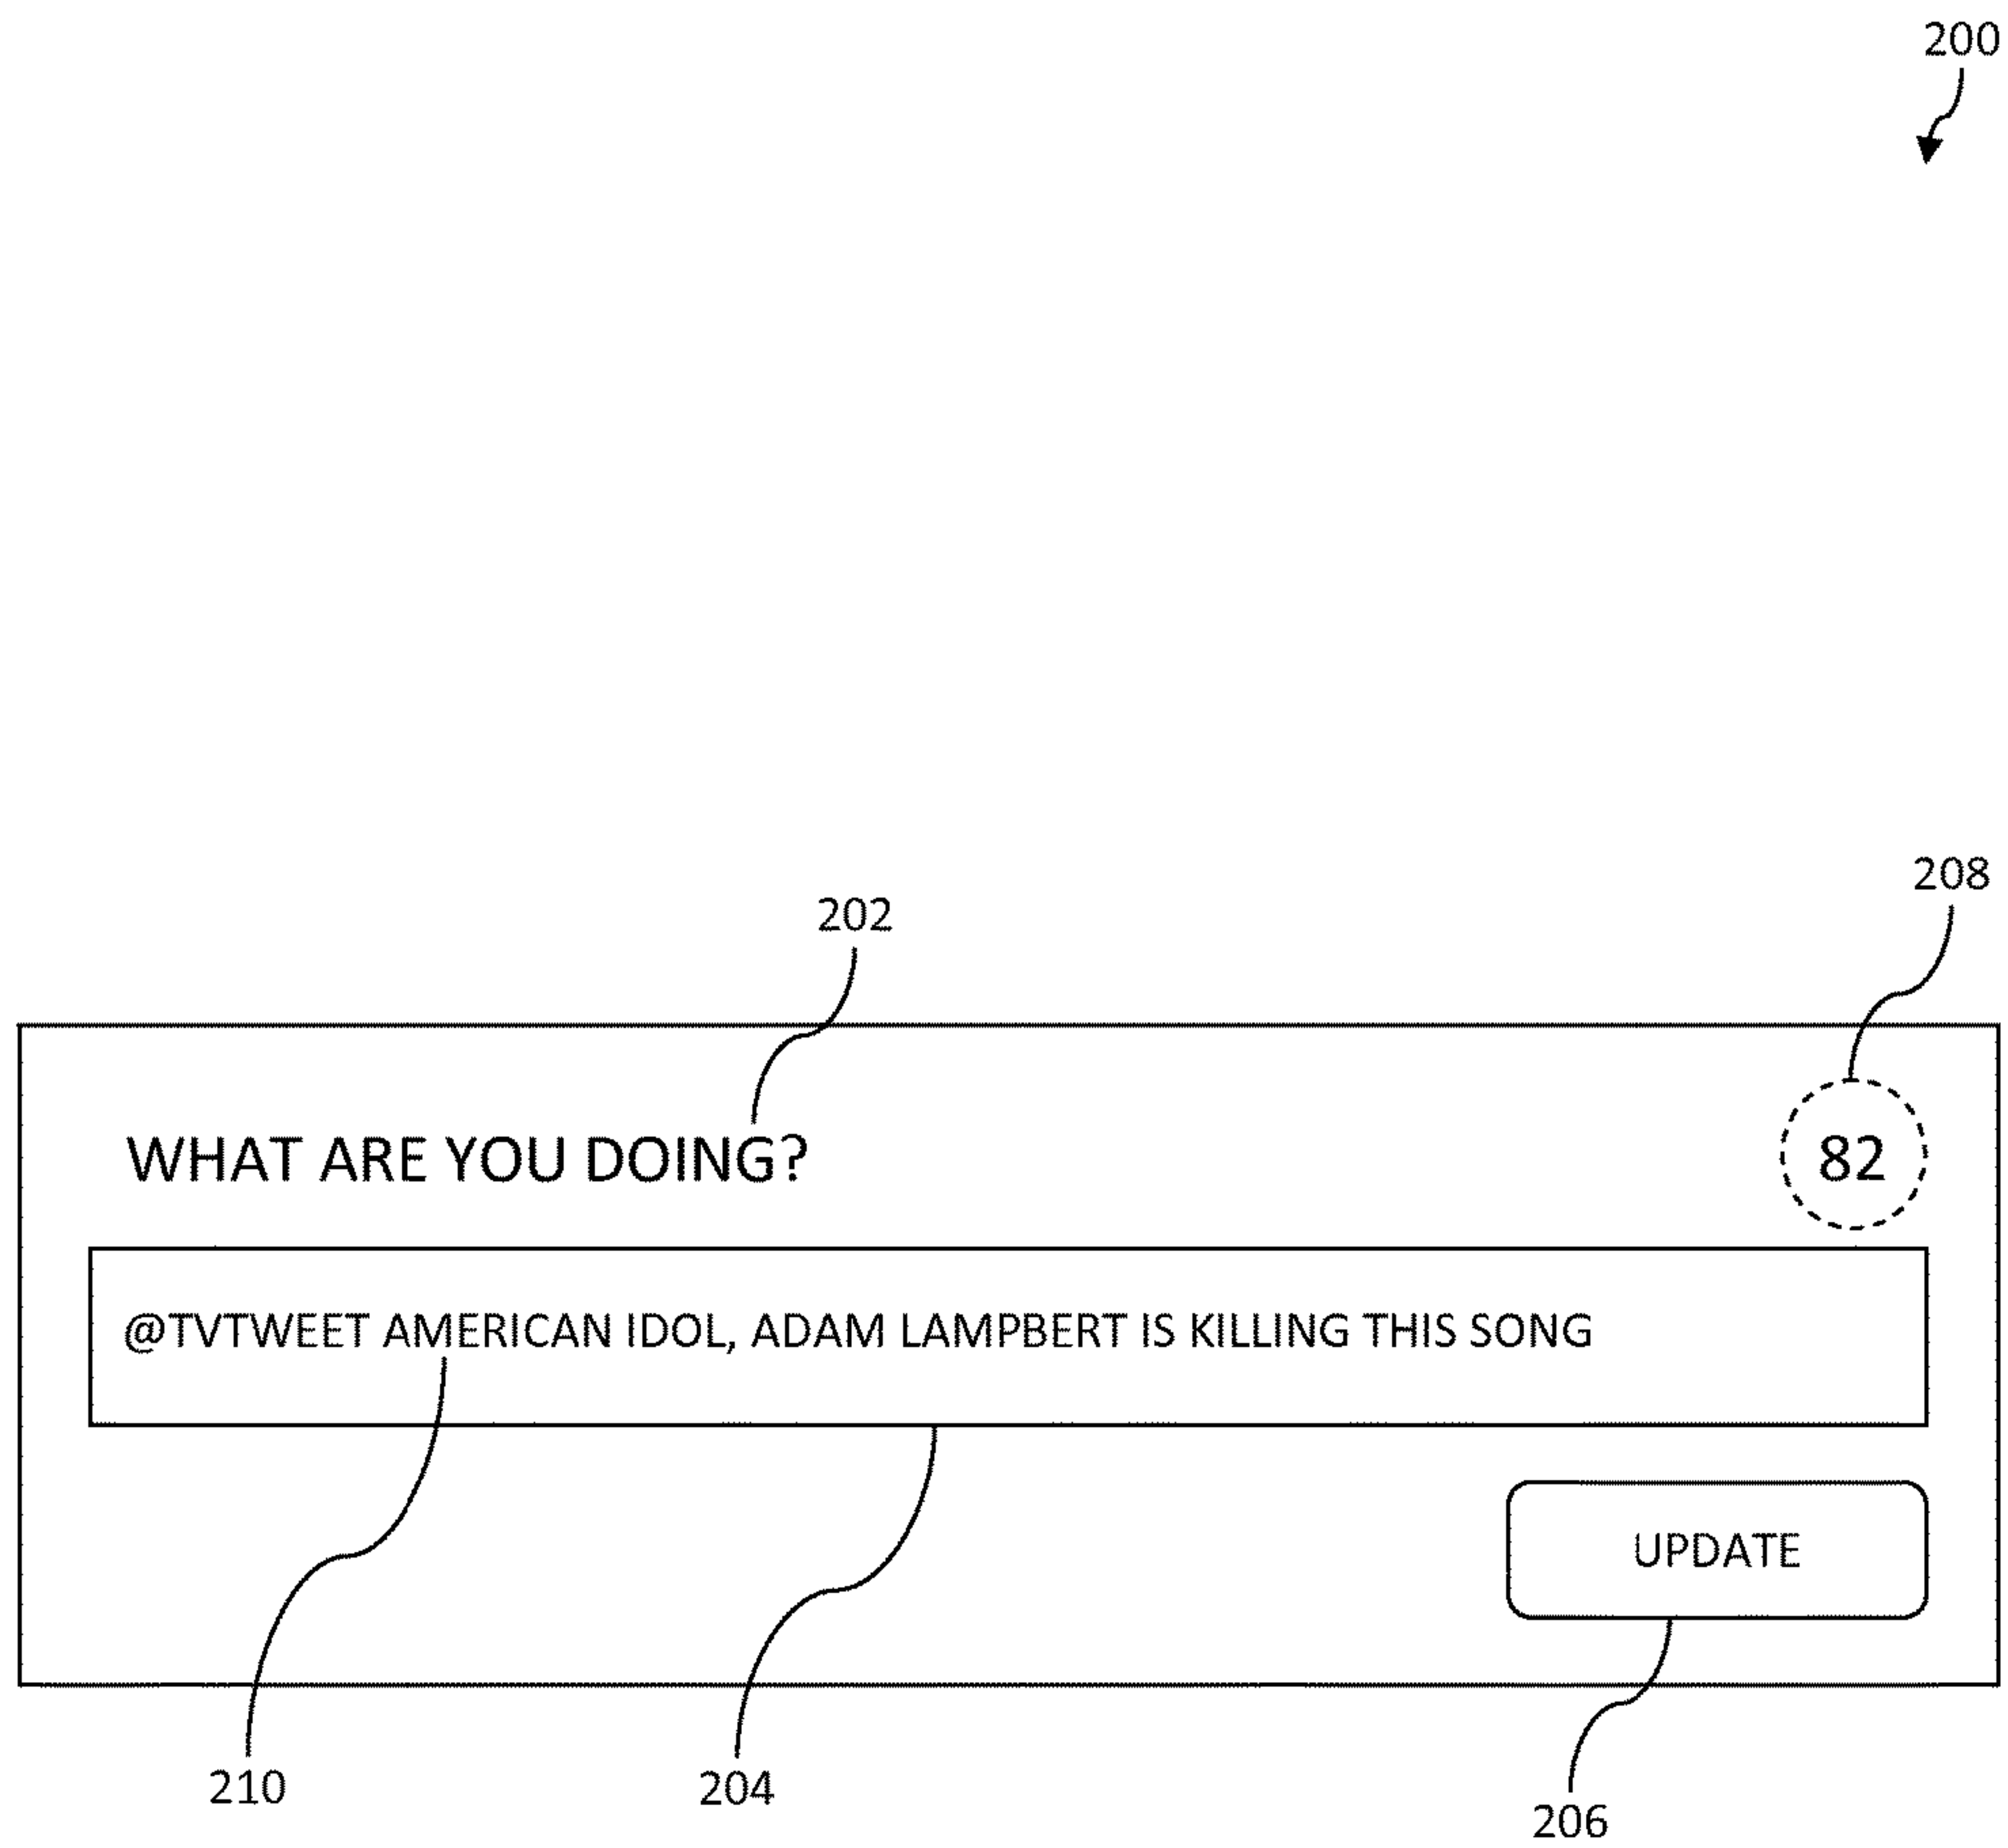 200
208
202
WHAT ARE YOU DOING?
82
@TVTWEET AMERICAN IDOL, ADAM LAMPBERT IS KILLING THIS SONG
UPDATE
210
204
206